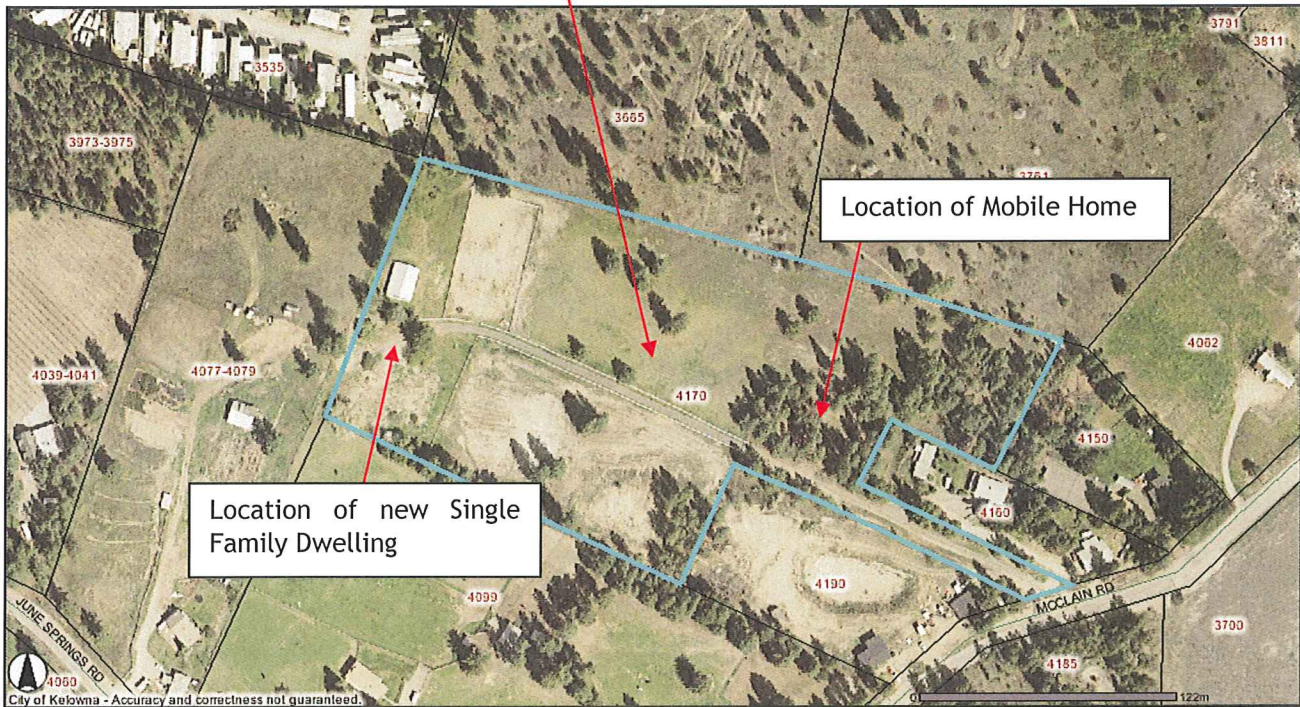 3791
3811
3535
3973-3975
3665
3761
Location of Mobile Home
4062
4039-4041
4077-4079
4170
4150
Location of new Single
Family Dwelling
4160
4190
4099
MCCLAIN RD
3700
JUNE SPRINGS RD
4185
4060
0
122m
City of Kelowna - Accuracy and correctness not guaranteed.